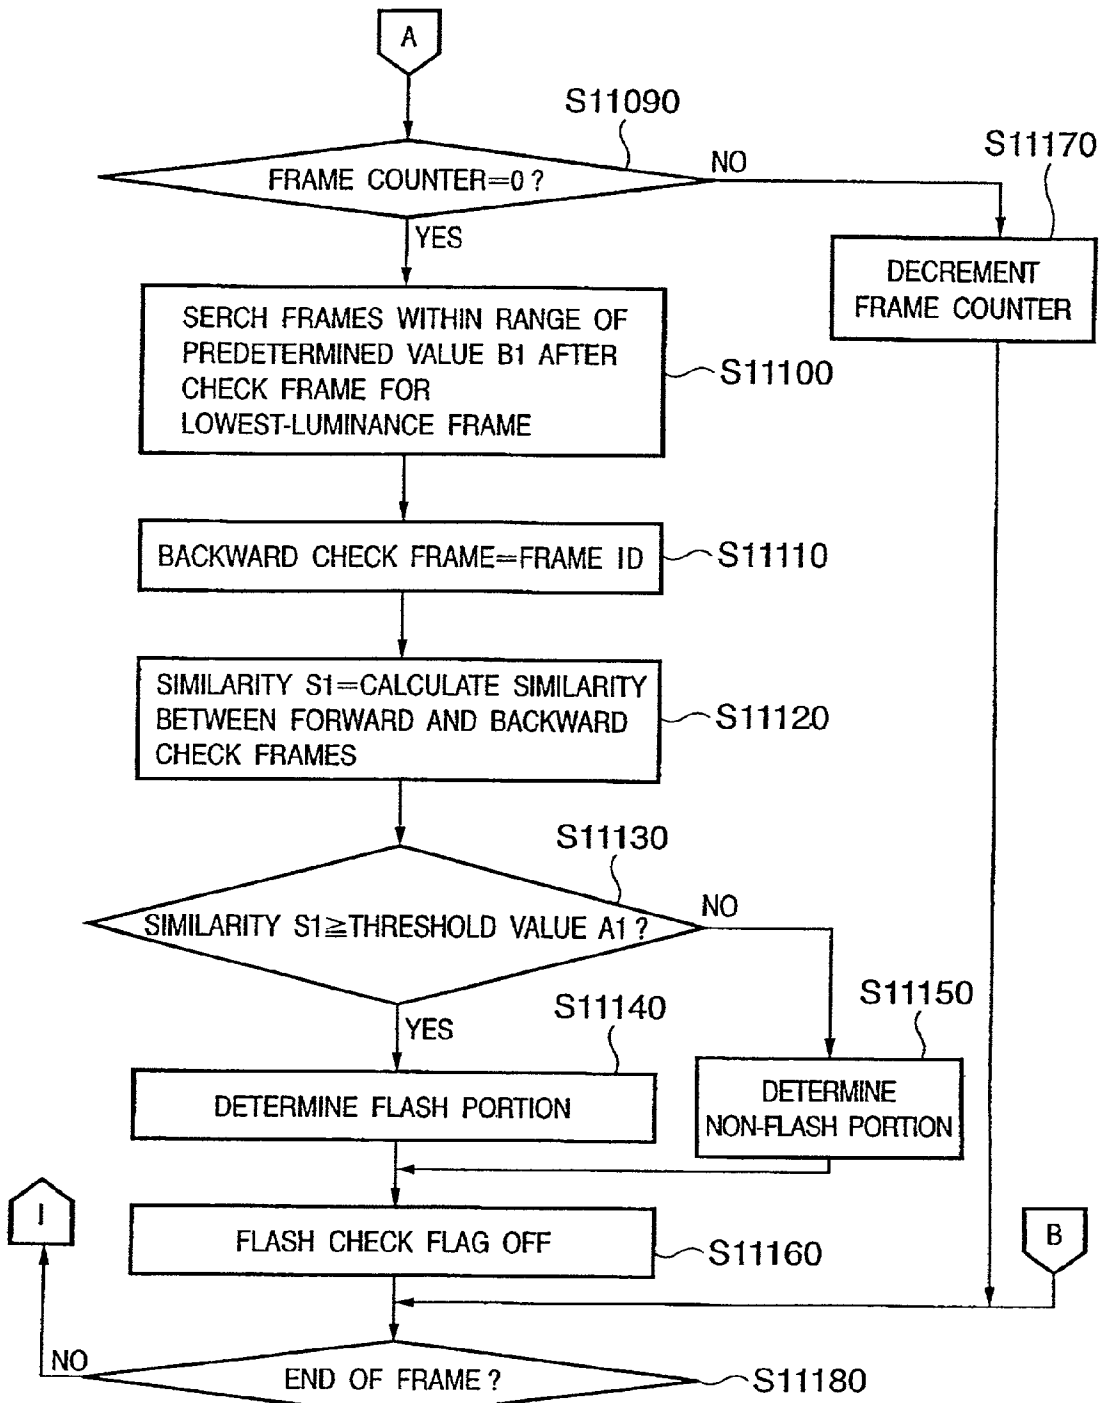 A
S11090
FRAME COUNTER=0?
NO
S11170
YES
DECREMENT
FRAME COUNTER
SERCH FRAMES WITHIN RANGE OF
PREDETERMINED VALUE B1 AFTER
CHECK FRAME FOR
LOWEST-LUMINANCE FRAME
S11100
BACKWARD CHECK FRAME=FRAME ID
S11110
SIMILARITY S1=CALCULATE SIMILARITY
BETWEEN FORWARD AND BACKWARD
CHECK FRAMES
S11120
S11130
SIMILARITY S1≧THRESHOLD VALUE A1?
NO
YES
S11140
S11150
DETERMINE FLASH PORTION
DETERMINE
NON-FLASH PORTION
I
FLASH CHECK FLAG OFF
S11160
B
NO
END OF FRAME?
S11180